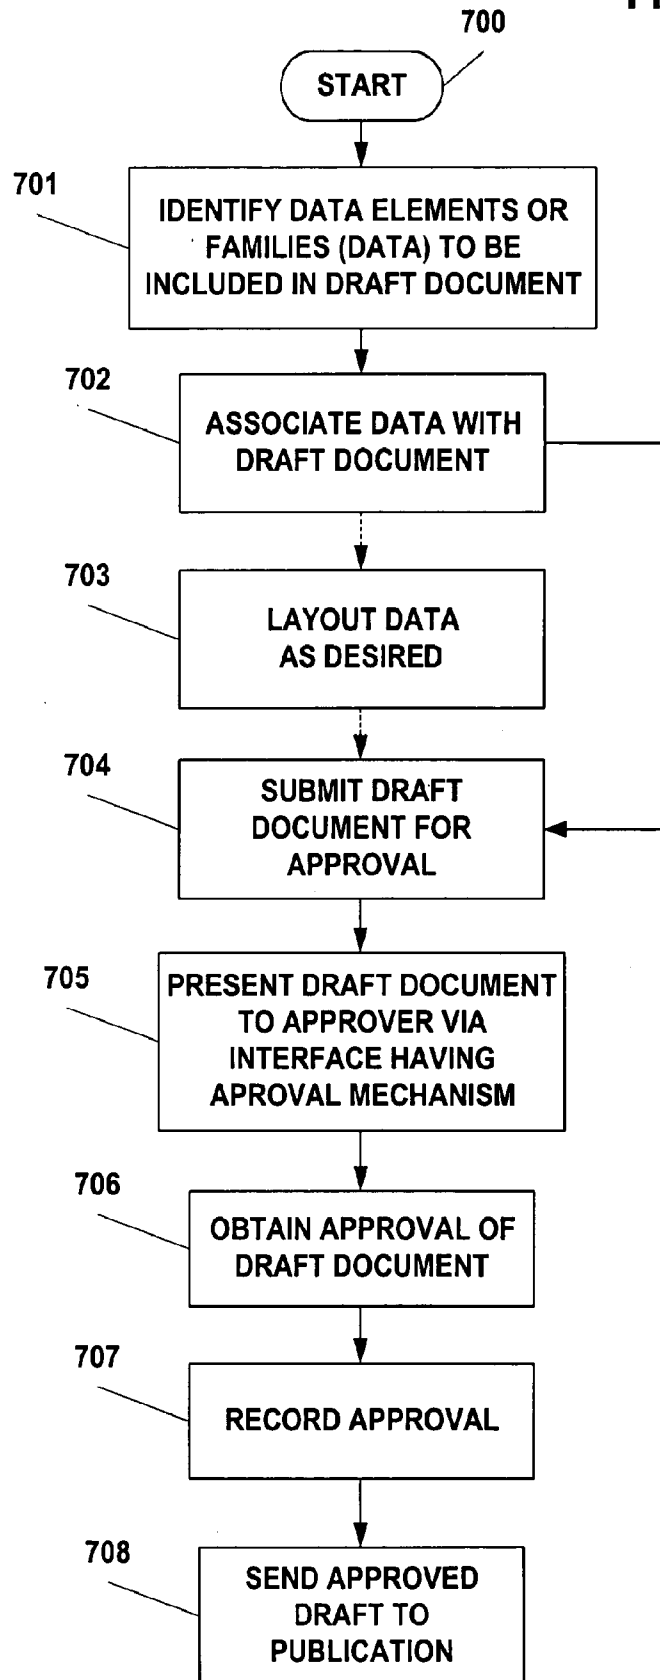 700
START
701
IDENTIFY DATA ELEMENTS OR
FAMILIES (DATA) TO BE
INCLUDED IN DRAFT DOCUMENT
702
ASSOCIATE DATA WITH
DRAFT DOCUMENT
703
LAYOUT DATA
AS DESIRED
704
SUBMIT DRAFT
DOCUMENT FOR
APPROVAL
705
PRESENT DRAFT DOCUMENT
TO APPROVER VIA
INTERFACE HAVING
APROVAL MECHANISM
706
OBTAIN APPROVAL OF
DRAFT DOCUMENT
707
RECORD APPROVAL
708
SEND APPROVED
DRAFT TO
PUBLICATION